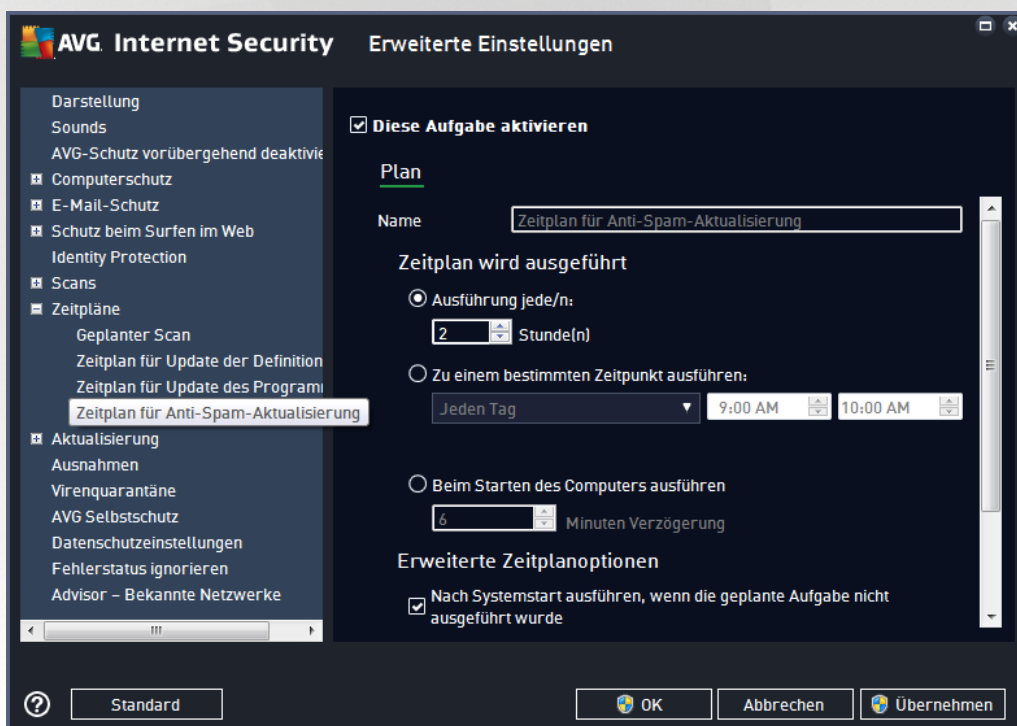 AVG. Internet Security Erweiterte Einstellungen
Darstellung
Sounds
AVG-Schutz vorübergehend deaktivie
Computerschutz
E-Mail-Schutz
Schutz beim Surfen im Web
Identity Protection
Scans
Zeitpläne
Geplanter Scan
Zeitplan für Update der Definition
Zeitplan für Update des Program
Zeitplan für Anti-Spam-Aktualisierung
Aktualisierung
Ausnahmen
Virenquarantäne
AVG Selbstschutz
Datenschutzeinstellungen
Fehlerstatus ignorieren
Advisor – Bekannte Netzwerke
Diese Aufgabe aktivieren
Plan
Name Zeitplan für Anti-Spam-Aktualisierung
Zeitplan wird ausgeführt
Ausführung jede/n:
2 Stunde(n)
Zu einem bestimmten Zeitpunkt ausführen:
Jeden Tag 9:00 AM 10:00 AM
Beim Starten des Computers ausführen
6 Minuten Verzögerung
Erweiterte Zeitplanoptionen
Nach Systemstart ausführen, wenn die geplante Aufgabe nicht
ausgeführt wurde
? Standard OK Abbrechen Übernehmen